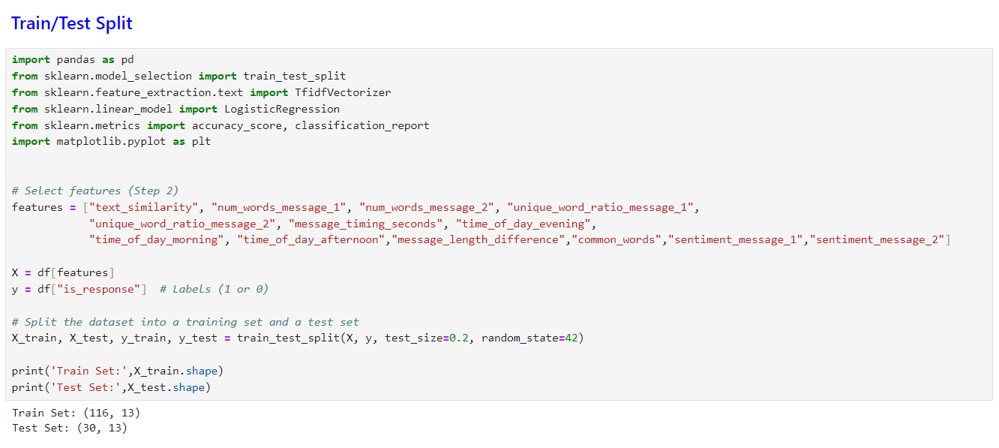 Train/Test Split
import pandas as pd
from sklearn.model_selection import train_test_split
from sklearn.feature_extraction.text import TfidfVectorizer
from sklearn.linear_model import LogisticRegression
from sklearn.metrics import accuracy_score, classification_report
import matplotlib.pyplot as plt
# Select features (Step 2)
features = ["text_similarity", "num_words_message_1", "num_words_message_2", "unique_word_ratio_message_1",
"unique_word_ratio_message_2", "message_timing_seconds", "time_of_day_evening",
"time_of_day_morning", "time_of_day_afternoon","message_length_difference","common_words","sentiment_message_1","sentiment_message_2"]
X = df[features]
y = df["is_response"]  # Labels (1 or 0)
# Split the dataset into a training set and a test set
X_train, X_test, y_train, y_test = train_test_split(X, y, test_size=0.2, random_state=42)
print('Train Set:',X_train.shape)
print('Test Set:',X_test.shape)
Train Set: (116, 13)
Test Set: (30, 13)